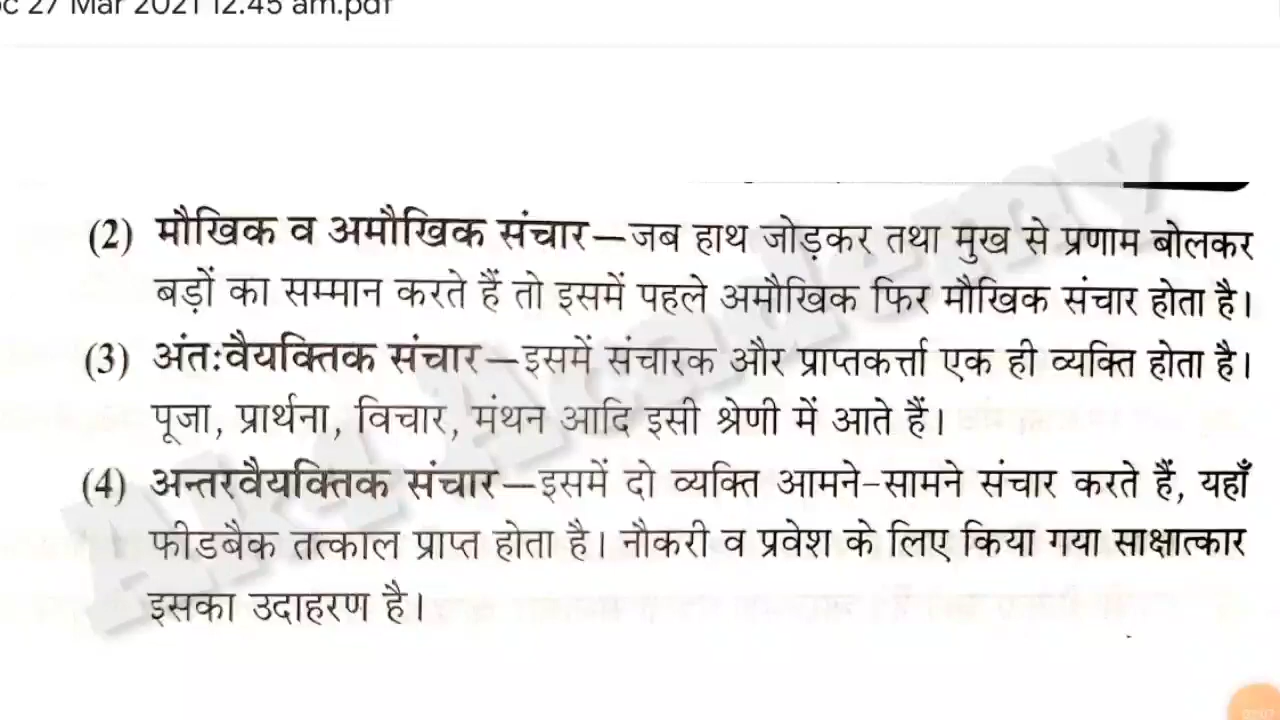 27 Mar 2021 12.45 am.pdf
(2) मौखिक व अमौखिक संचार—जब हाथ जोड़कर तथा मुख से प्रणाम बोलकर
बड़ों का सम्मान करते हैं तो इसमें पहले अमौखिक फिर मौखिक संचार होता है।
(3) अंतःवैयक्तिक संचार—इसमें संचारक और प्राप्तकर्त्ता एक ही व्यक्ति होता है।
पूजा, प्रार्थना, विचार, मंथन आदि इसी श्रेणी में आते हैं।
(4) अन्तरवैयक्तिक संचार—इसमें दो व्यक्ति आमने-सामने संचार करते हैं, यहाँ
फीडबैक तत्काल प्राप्त होता है। नौकरी व प्रवेश के लिए किया गया साक्षात्कार
इसका उदाहरण है।
Academy